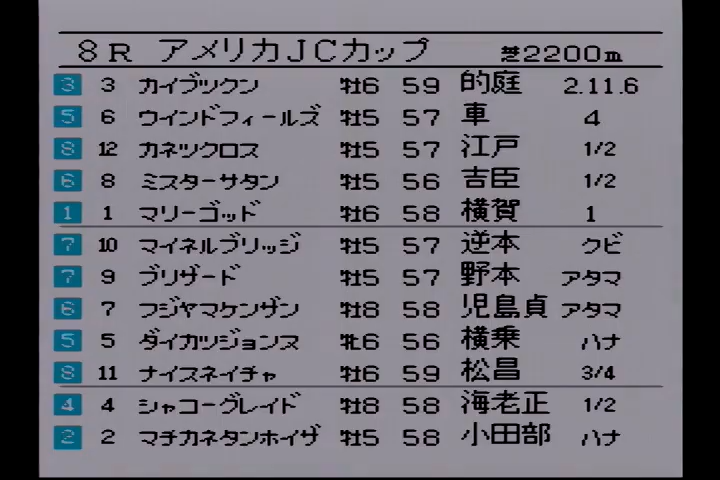 8R アメリカJCカップ 芝2200m
3 3 カイブツクン 牡6 59 的庭 2.11.6
5 6 ウインドフィールズ 牡5 57 車 4
8 12 カネツクロス 牡5 57 江戸 1/2
6 8 ミスターサタン 牡5 56 吉臣 1/2
1 1 マリーゴッド 牡6 58 横賀 1
7 10 マイネルブリッジ 牡5 57 逆本 クビ
7 9 ブリザード 牡5 57 野本 アタマ
6 7 フジヤマケンザン 牡8 58 児島貞 アタマ
5 5 ダイカツジョンヌ 牝6 56 横乗 ハナ
8 11 ナイスネイチャ 牡6 59 松昌 3/4
4 4 シャコーグレイド 牡8 58 海老正 1/2
2 2 マチカネタンホイザ 牡5 58 小田部 ハナ